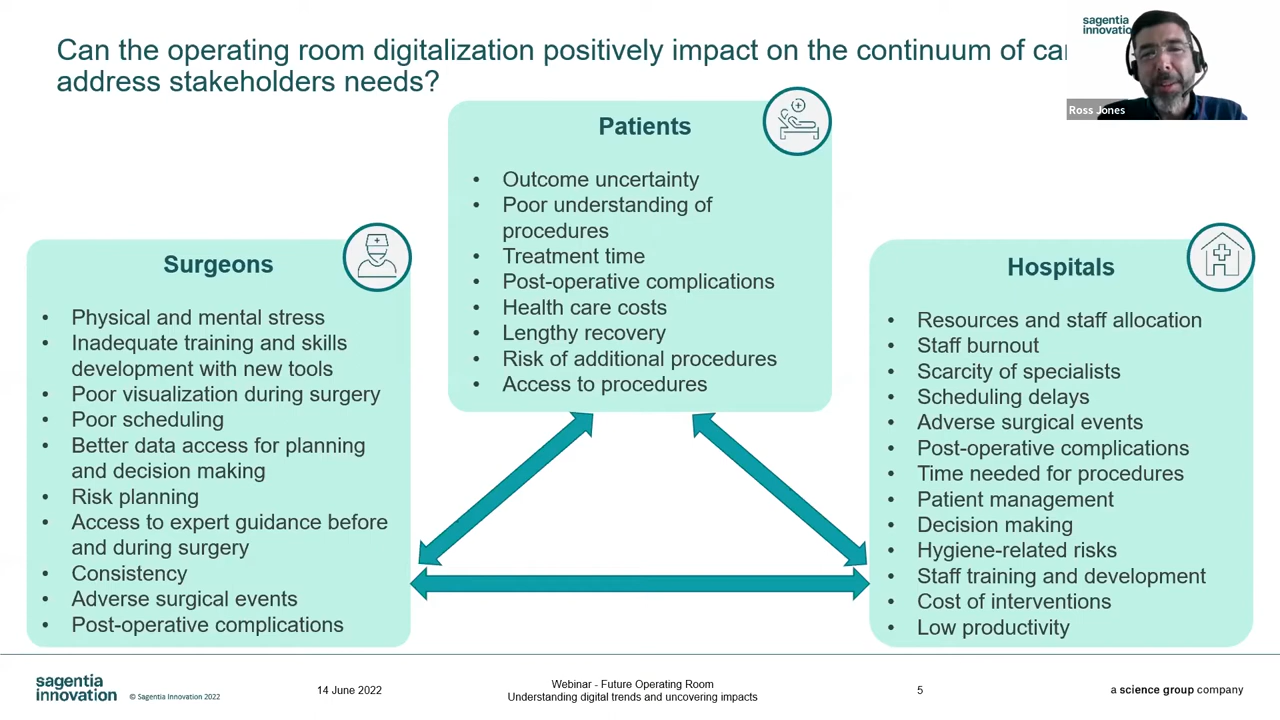 Can the operating room digitalization positively impact on the continuum of
address stakeholders needs?
sagentia
Ross Jones
Patients
• Outcome uncertainty
• Poor understanding of
procedures
• Treatment time
• Post-operative complications
• Health care costs
• Lengthy recovery
• Risk of additional procedures
• Access to procedures
Surgeons
• Physical and mental stress
• Inadequate training and skills
development with new tools
• Poor visualization during surgery
• Poor scheduling
• Better data access for planning
and decision making
• Risk planning
• Access to expert guidance before
and during surgery
• Consistency
• Adverse surgical events
• Post-operative complications
Hospitals
• Resources and staff allocation
• Staff burnout
• Scarcity of specialists
• Scheduling delays
• Adverse surgical events
• Post-operative complications
• Time needed for procedures
• Patient management
• Decision making
• Hygiene-related risks
• Staff training and development
• Cost of interventions
• Low productivity
sagentia
innovation
© Sagentia Innovation 2022
14 June 2022
Webinar - Future Operating Room
Understanding digital trends and uncovering impacts
5
a science group company